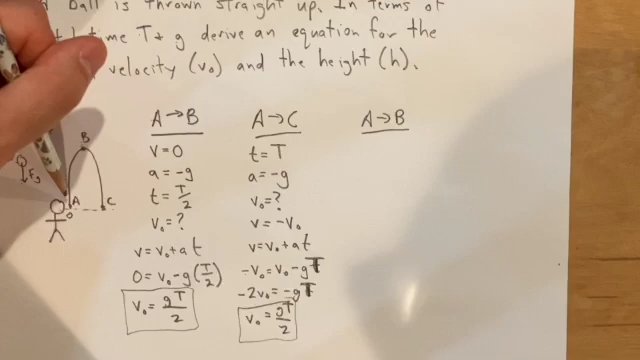 Ball is thrown straight up. In terms of
time T + g derive an equation for the
velocity (v₀) and the height (h).
A→B
v=0
a=-g
t=T/2
v₀=?
v=v₀+at
0=v₀-g(T/2)
v₀=gT/2
A→C
t=T
a=-g
v₀=?
v=-v₀
v=v₀+at
-v₀=v₀-gT
-2v₀=-gT
v₀=gT/2
A→B
B
A
C
Fg